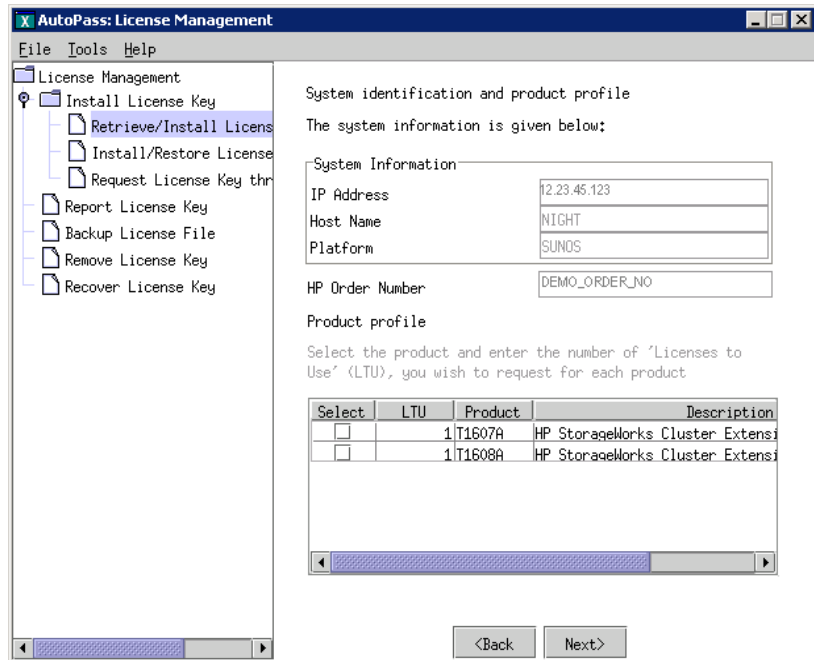 AutoPass: License Management
File Tools Help
License Management
Install License Key
Retrieve/Install Licens
Install/Restore License
Request License Key thr
Report License Key
Backup License File
Remove License Key
Recover License Key
System identification and product profile
The system information is given below:
System Information
IP Address 12.23.45.123
Host Name NIGHT
Platform SUNOS
HP Order Number DEMO_ORDER_NO
Product profile
Select the product and enter the number of 'Licenses to
Use' (LTU), you wish to request for each product
Select LTU Product Description
1 T1607A HP StorageWorks Cluster Extensi
1 T1608A HP StorageWorks Cluster Extensi
<Back Next>